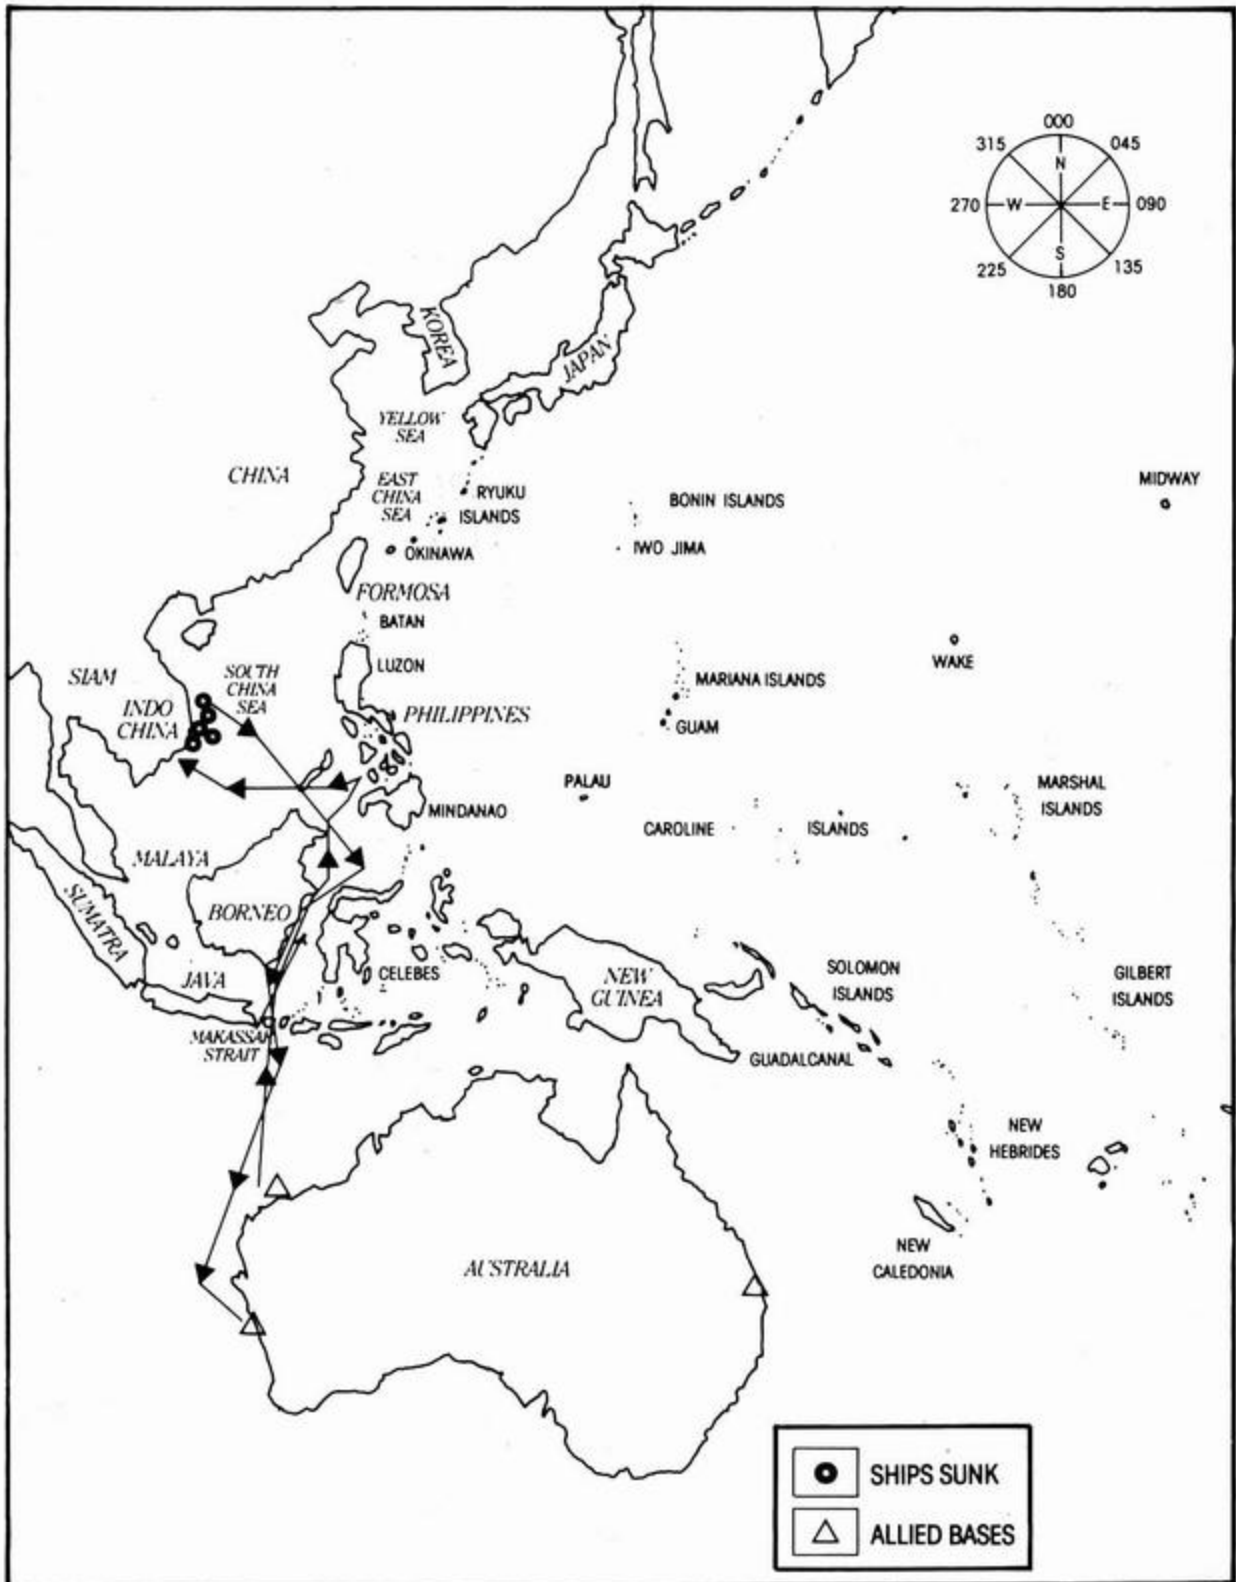 000
315
045
N
270
W
E
090
S
225
135
180
KOREA
JAPAN
YELLOW
SEA
CHINA
EAST
CHINA
SEA
RYUKU
ISLANDS
BONIN ISLANDS
MIDWAY
OKINAWA
IWO JIMA
FORMOSA
BATAN
LUZON
WAKE
SIAM
SOUTH
CHINA
SEA
MARIANA ISLANDS
INDO
CHINA
PHILIPPINES
GUAM
PALAU
MARSHAL
ISLANDS
MINDANAO
CAROLINE
ISLANDS
MALAYA
SUMATRA
BORNEO
JAVA
CELEBES
NEW
GUINEA
SOLOMON
ISLANDS
GILBERT
ISLANDS
MAKASSAR
STRAIT
GUADALCANAL
NEW
HEBRIDES
NEW
CALEDONIA
AUSTRALIA
SHIPS SUNK
ALLIED BASES